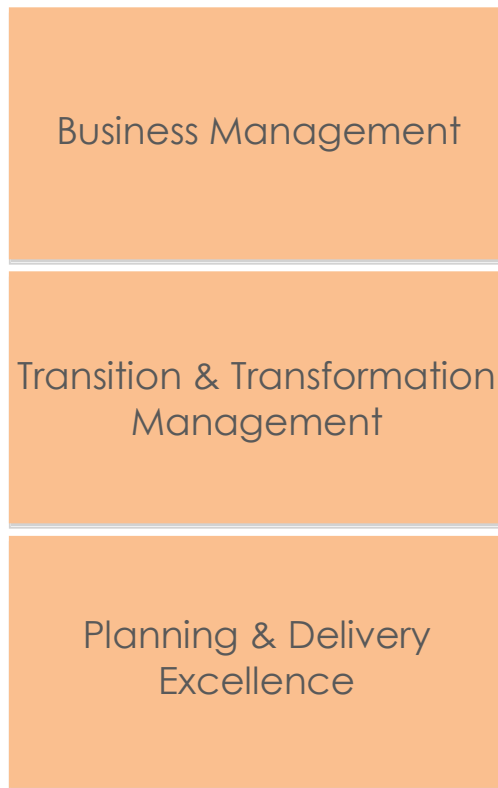 Business Management
Transition & Transformation
Management
Planning & Delivery
Excellence